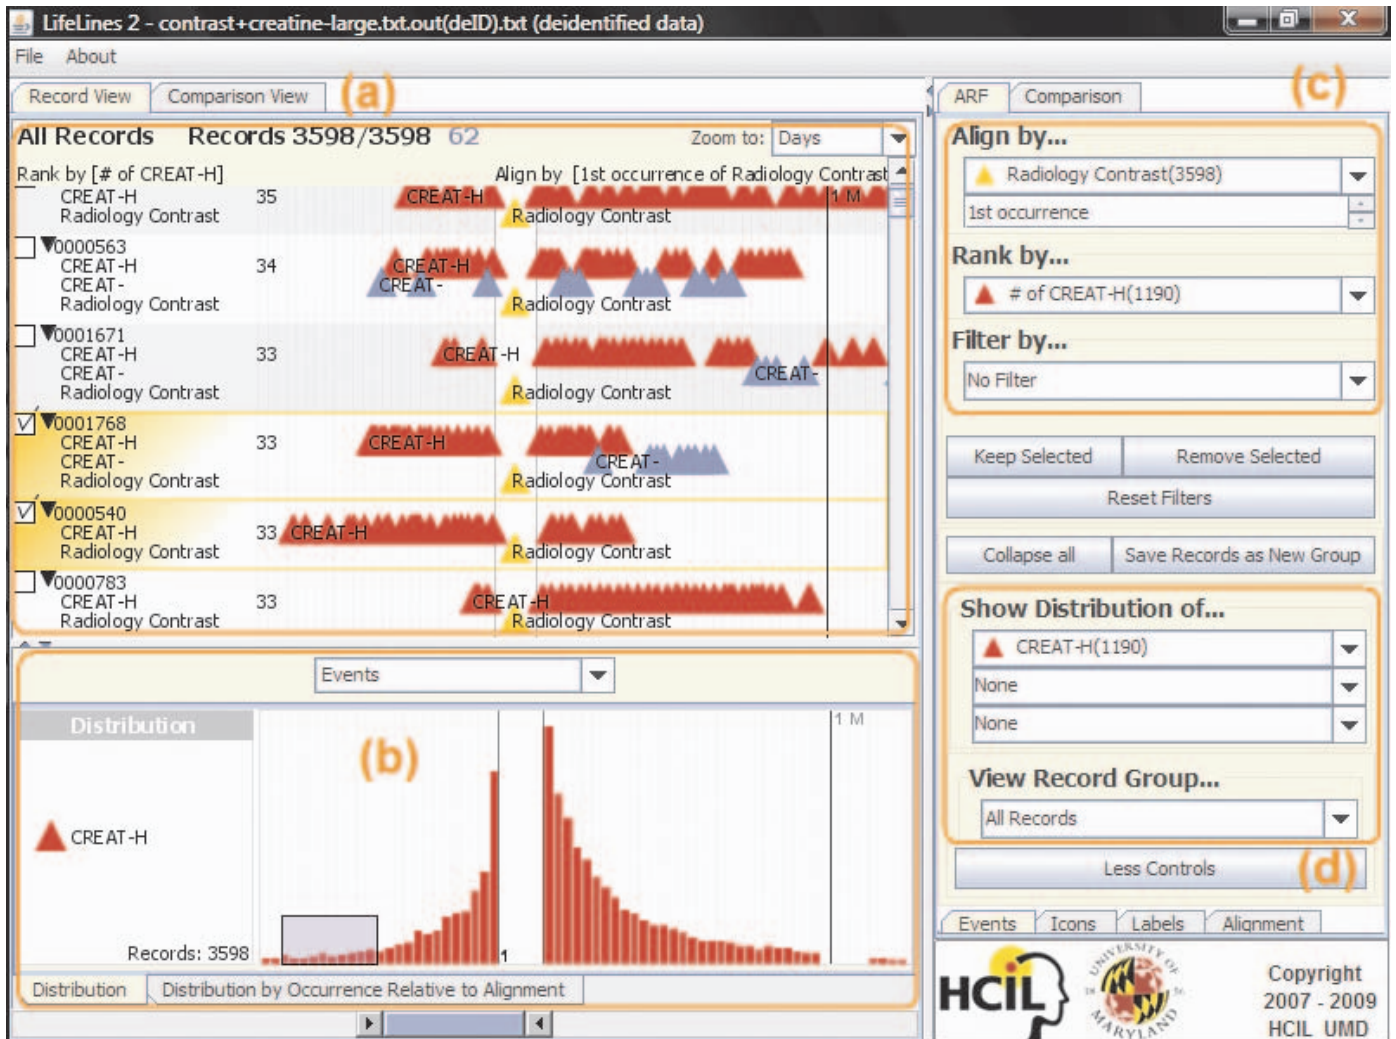 LifeLines 2 - contrast+creatine-large.txt.out(deID).txt (deidentified data)
File About
Record View Comparison View (a)
All Records Records 3598/3598 62 Zoom to: Days
Rank by [# of CREAT-H] Align by [1st occurrence of Radiology Contrast
CREAT-H 35 CREAT-H 1 M
Radiology Contrast Radiology Contrast
0000563
CREAT-H 34 CREAT-H
CREAT- CREAT-
Radiology Contrast Radiology Contrast
0001671
CREAT-H 33 CREAT-H
CREAT- CREAT-
Radiology Contrast Radiology Contrast
0001768
CREAT-H 33 CREAT-H
CREAT- CREAT-
Radiology Contrast Radiology Contrast
0000540
CREAT-H 33 CREAT-H
Radiology Contrast Radiology Contrast
0000783
CREAT-H 33 CREAT-H
Radiology Contrast Radiology Contrast
Events
Distribution 1 M
(b)
CREAT-H
Records: 3598 1
Distribution Distribution by Occurrence Relative to Alignment
ARF Comparison (c)
Align by...
Radiology Contrast(3598)
1st occurrence
Rank by...
# of CREAT-H(1190)
Filter by...
No Filter
Keep Selected Remove Selected
Reset Filters
Collapse all Save Records as New Group
Show Distribution of...
CREAT-H(1190)
None
None
View Record Group...
All Records
Less Controls (d)
Events Icons Labels Alignment
HCIL
UNIVERSITY OF
18 56
MARYLAND
Copyright
2007 - 2009
HCIL UMD